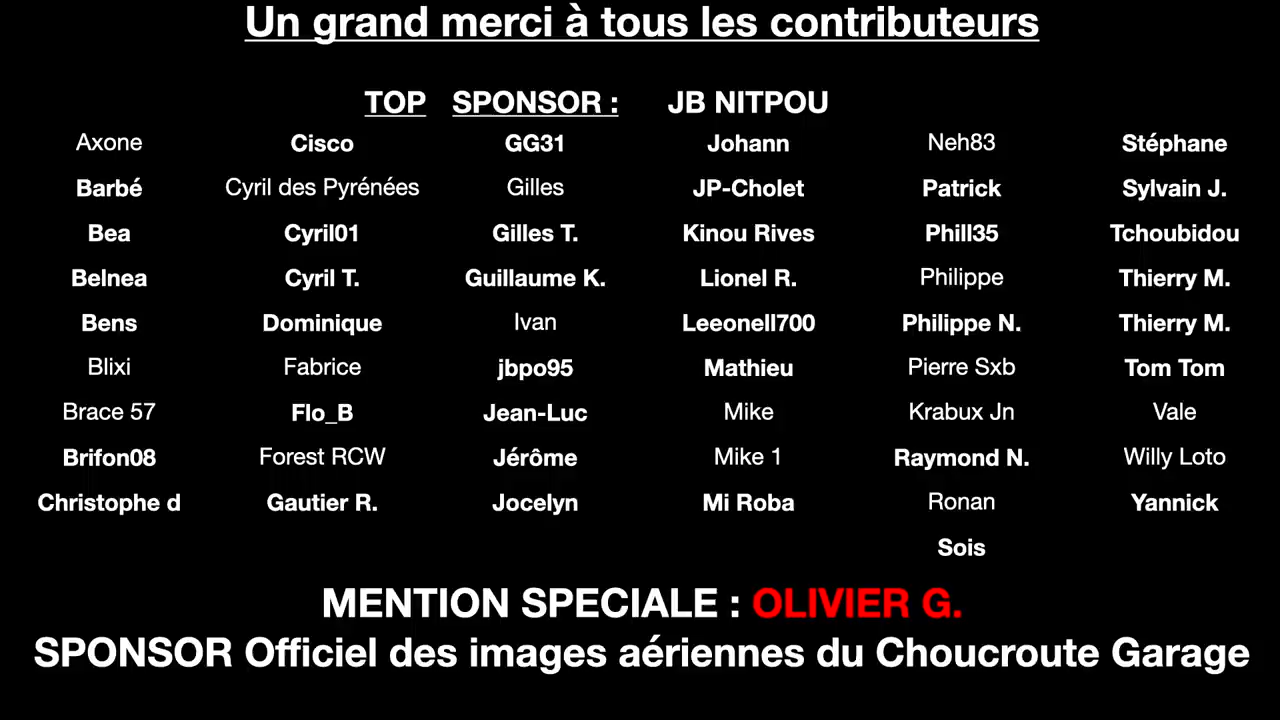 Un grand merci à tous les contributeurs
TOP SPONSOR : JB NITPOU
Axone Cisco GG31 Johann Neh83 Stéphane
Barbé Cyril des Pyrénées Gilles JP-Cholet Patrick Sylvain J.
Bea Cyril01 Gilles T. Kinou Rives Phill35 Tchoubidou
Belnea Cyril T. Guillaume K. Lionel R. Philippe Thierry M.
Bens Dominique Ivan Leeonell700 Philippe N. Thierry M.
Blixi Fabrice jbpo95 Mathieu Pierre Sxb Tom Tom
Brace 57 Flo_B Jean-Luc Mike Krabux Jn Vale
Brifon08 Forest RCW Jérôme Mike 1 Raymond N. Willy Loto
Christophe d Gautier R. Jocelyn Mi Roba Ronan Yannick
Sois
MENTION SPECIALE : OLIVIER G.
SPONSOR Officiel des images aériennes du Choucroute Garage